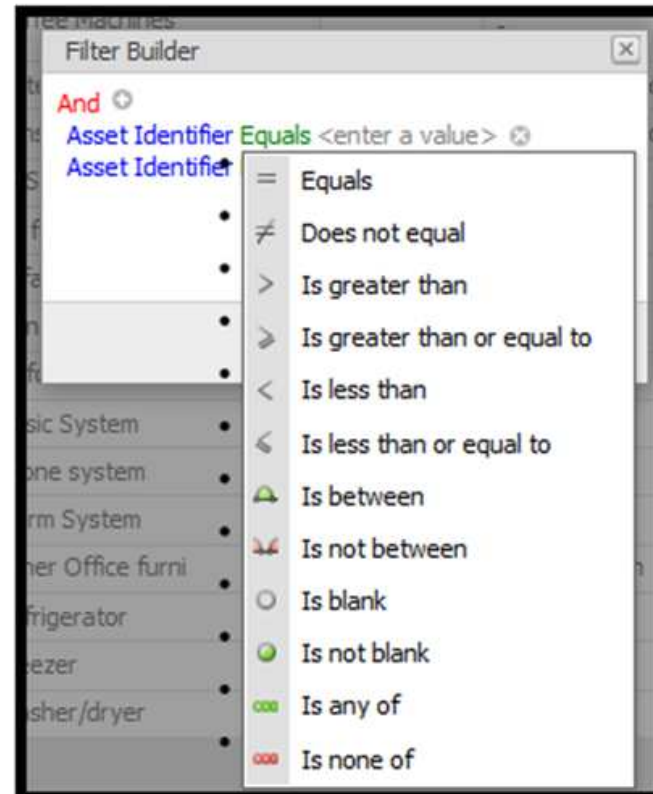 Machines
Filter Builder
And
Asset Identifier Equals <enter a value>
Asset Identifier
Equals
Does not equal
Is greater than
Is greater than or equal to
Is less than
Is less than or equal to
sic System
Is between
one system
Is not between
rm System
Is blank
ner Office furni
Is not blank
frigerator
Is any of
eezer
Is none of
sher/dryer